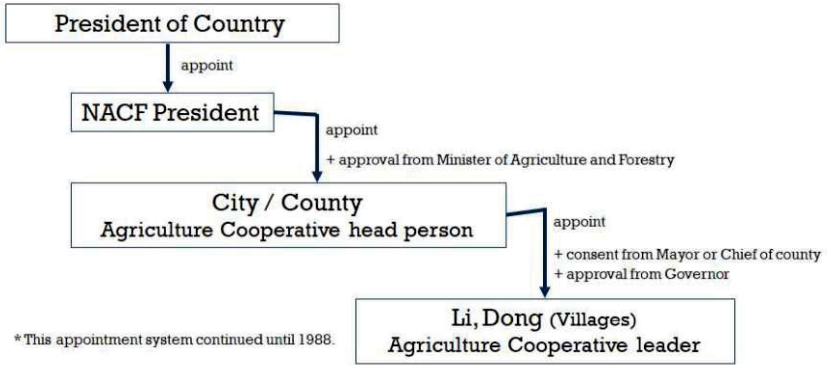 President of Country
appoint
NACF President
appoint
+ approval from Minister of Agriculture and Forestry
City / County
Agriculture Cooperative head person
appoint
+ consent from Mayor or Chief of county
+ approval from Governor
Li, Dong (Villages)
Agriculture Cooperative leader
* This appointment system continued until 1988.